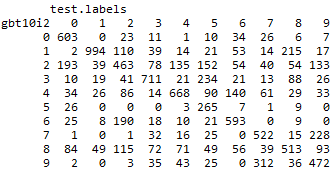 test.labels
gbt10i2 0 1 2 3 4 5 6 7 8 9
0 603 0 23 11 1 10 34 26 6 7
1 2 994 110 39 14 21 53 14 215 17
2 193 39 463 78 135 152 54 40 54 133
3 10 19 41 711 21 234 21 13 88 26
4 34 26 86 14 668 90 140 61 29 33
5 26 0 0 0 3 265 7 1 9 0
6 25 8 190 18 10 21 593 0 9 0
7 1 0 1 32 16 25 0 522 15 228
8 84 49 115 72 71 49 56 39 513 93
9 2 0 3 35 43 25 0 312 36 472